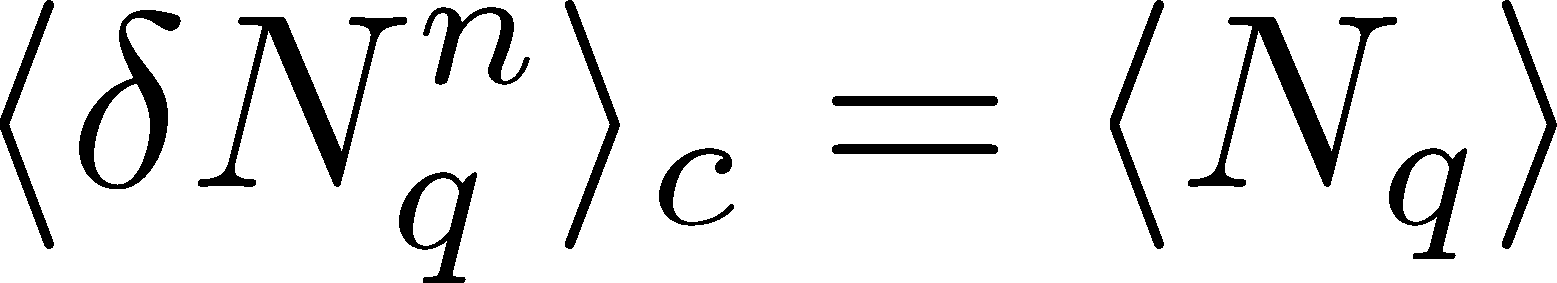 ⟨δN_q^n⟩_c = ⟨N_q⟩